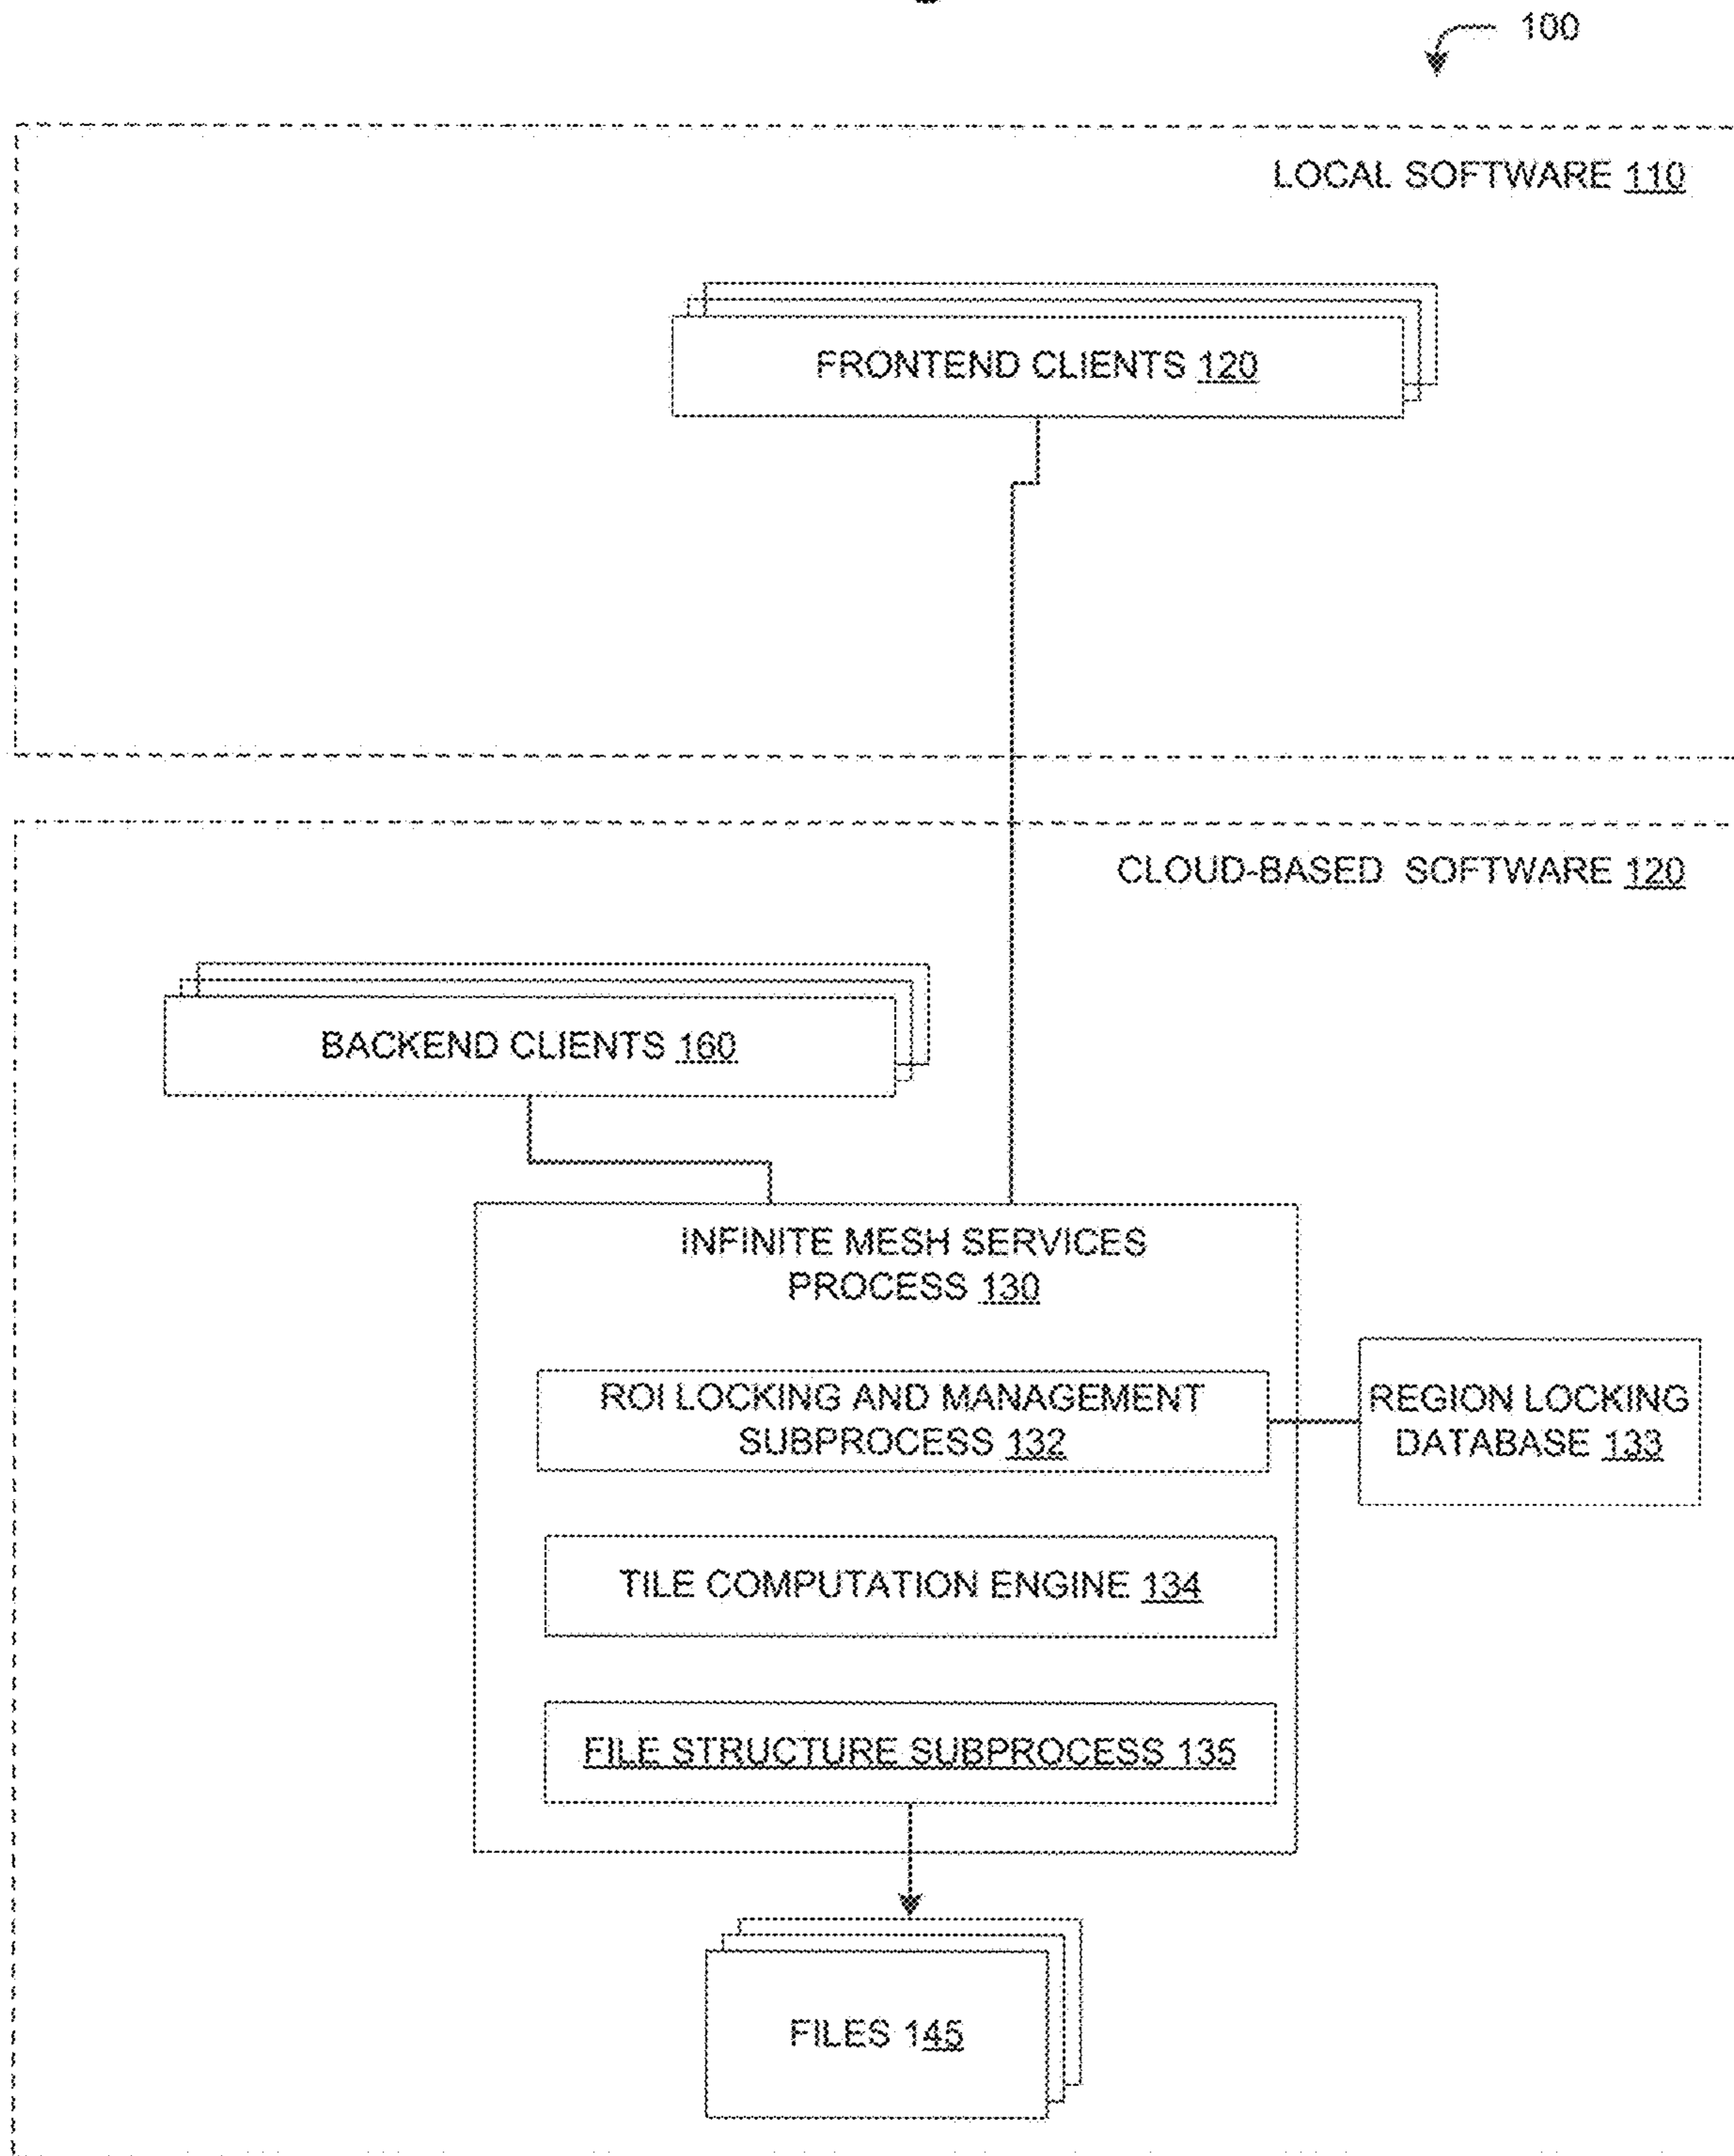 100
LOCAL SOFTWARE 110
FRONTEND CLIENTS 120
CLOUD-BASED SOFTWARE 120
BACKEND CLIENTS 160
INFINITE MESH SERVICES
PROCESS 130
ROI LOCKING AND MANAGEMENT
SUBPROCESS 132
REGION LOCKING
DATABASE 133
TILE COMPUTATION ENGINE 134
FILE STRUCTURE SUBPROCESS 135
FILES 145